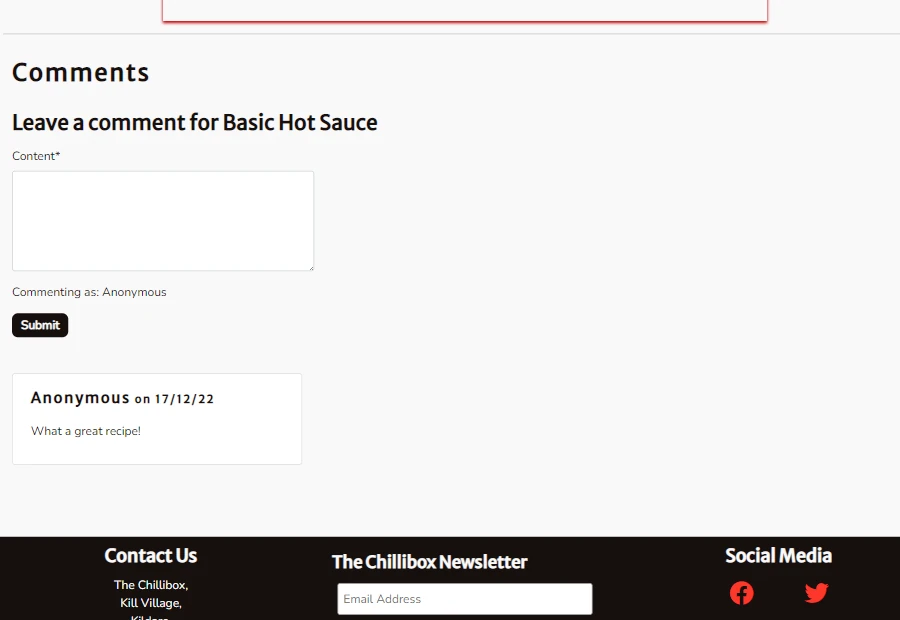 Comments
Leave a comment for Basic Hot Sauce
Content*
Commenting as: Anonymous
Submit
Anonymous on 17/12/22
What a great recipe!
Contact Us
The Chillibox,
Kill Village,
Kildare
The Chillibox Newsletter
Email Address
Social Media